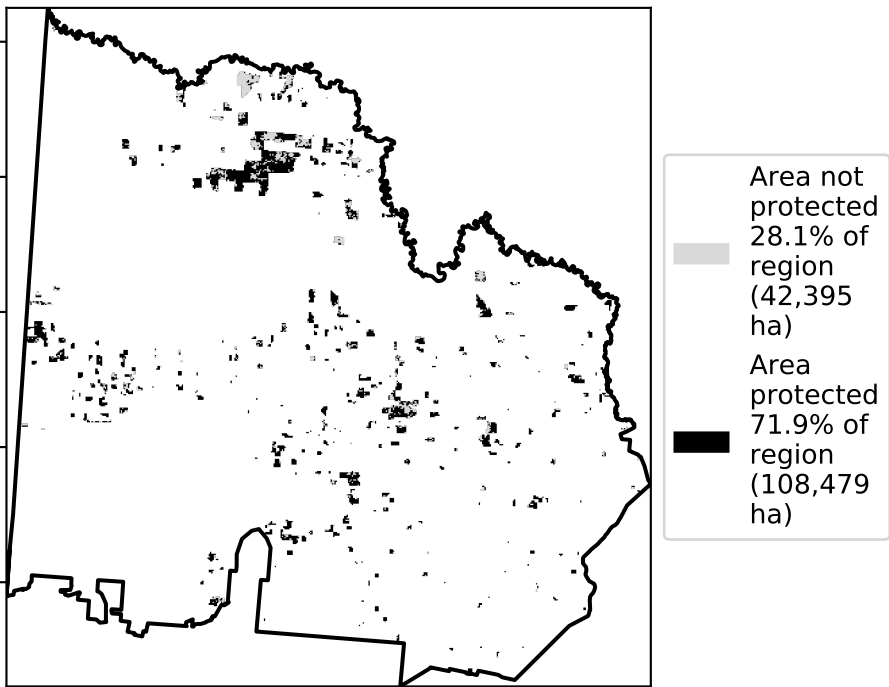 Area not
protected
28.1% of
region
(42,395
ha)
Area
protected
71.9% of
region
(108,479
ha)